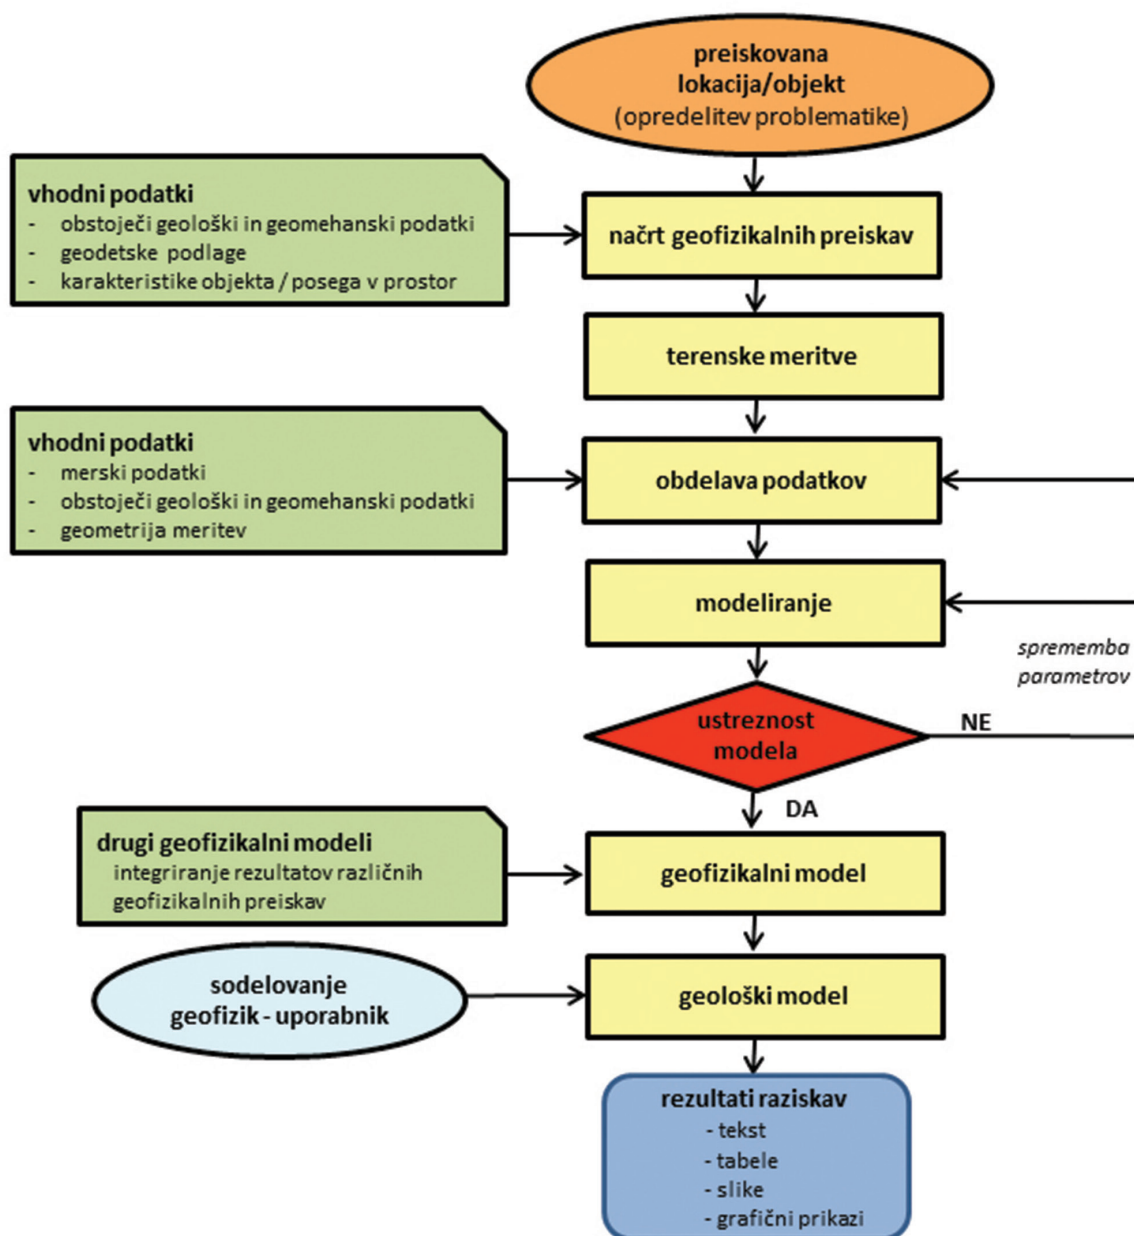 preiskovana
lokacija/objekt
(opredelitev problematike)
vhodni podatki
- obstoječi geološki in geomehanski podatki
- geodetske podlage
- karakteristike objekta / posega v prostor
načrt geofizikalnih preiskav
terenske meritve
vhodni podatki
- merski podatki
- obstoječi geološki in geomehanski podatki
- geometrija meritev
obdelava podatkov
modeliranje
sprememba
parametrov
ustreznost
modela
NE
DA
drugi geofizikalni modeli
integriranje rezultatov različnih
geofizikalnih preiskav
geofizikalni model
sodelovanje
geofizik - uporabnik
geološki model
rezultati raziskav
- tekst
- tabele
- slike
- grafični prikazi